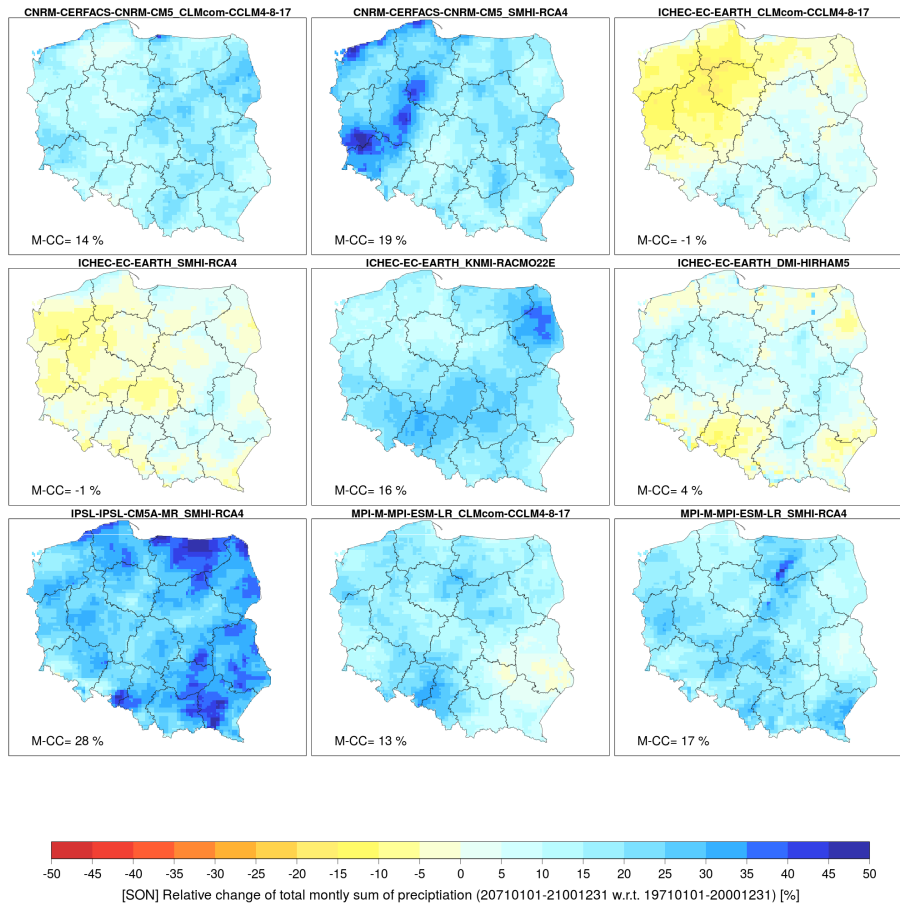 CNRM-CERFACS-CNRM-CM5_CLMcom-CCLM4-8-17
CNRM-CERFACS-CNRM-CM5_SMHI-RCA4
ICHEC-EC-EARTH_CLMcom-CCLM4-8-17
M-CC= 14 %
M-CC= 19 %
M-CC= -1 %
ICHEC-EC-EARTH_SMHI-RCA4
ICHEC-EC-EARTH_KNMI-RACMO22E
ICHEC-EC-EARTH_DMI-HIRHAM5
M-CC= -1 %
M-CC= 16 %
M-CC= 4 %
IPSL-IPSL-CM5A-MR_SMHI-RCA4
MPI-M-MPI-ESM-LR_CLMcom-CCLM4-8-17
MPI-M-MPI-ESM-LR_SMHI-RCA4
M-CC= 28 %
M-CC= 13 %
M-CC= 17 %
-50 -45 -40 -35 -30 -25 -20 -15 -10 -5 0 5 10 15 20 25 30 35 40 45 50
[SON] Relative change of total montly sum of preciptiation (20710101-21001231 w.r.t. 19710101-20001231) [%]